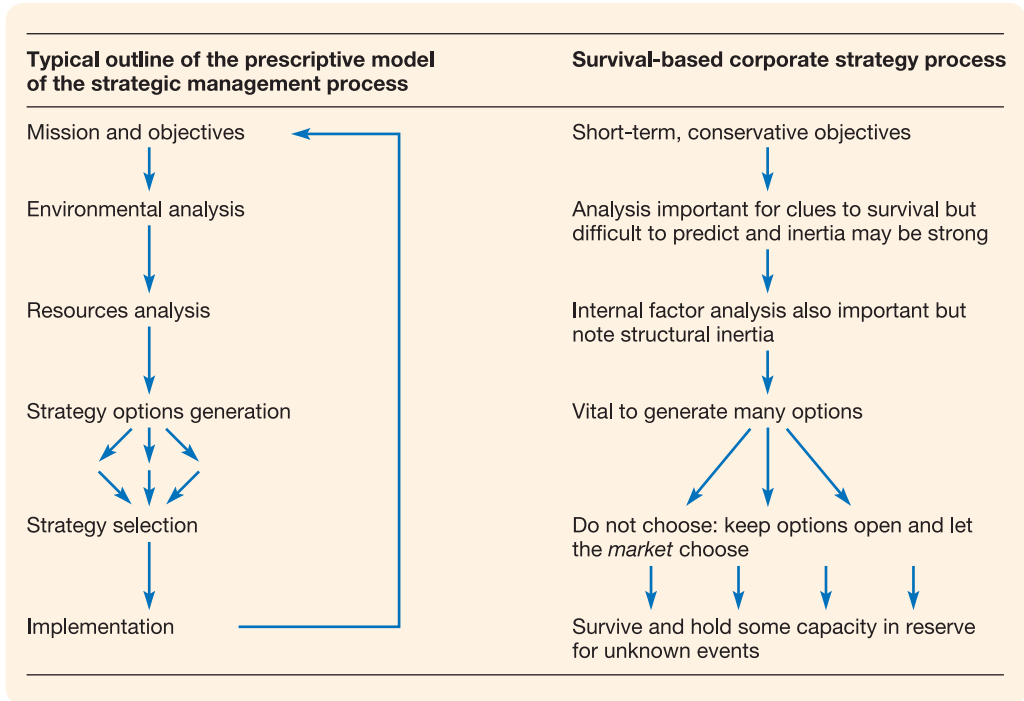 Typical outline of the prescriptive model
of the strategic management process
Survival-based corporate strategy process
Mission and objectives
Short-term, conservative objectives
Environmental analysis
Analysis important for clues to survival but
difficult to predict and inertia may be strong
Resources analysis
Internal factor analysis also important but
note structural inertia
Strategy options generation
Vital to generate many options
Strategy selection
Do not choose: keep options open and let
the market choose
Implementation
Survive and hold some capacity in reserve
for unknown events